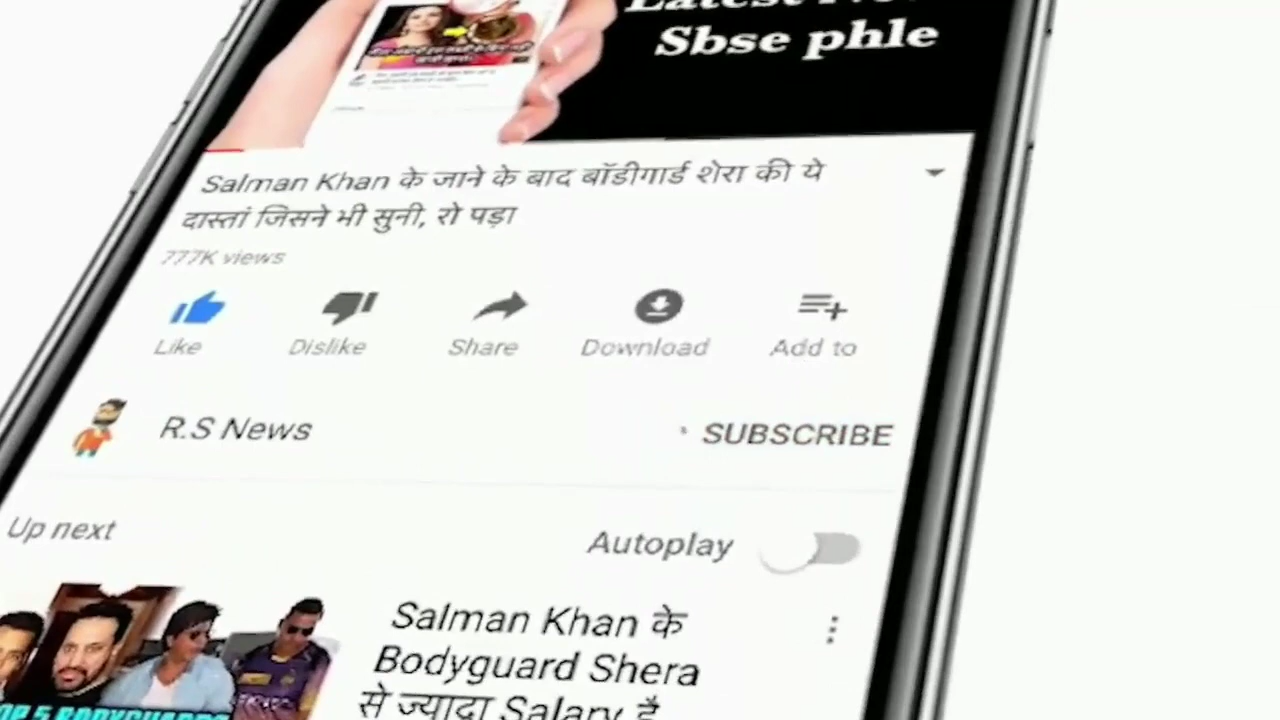 Sbse phle
Salman Khan के जाने के बाद बॉडीगार्ड शेरा की ये
दास्तां जिसने भी सुनी, रो पड़ा
777K views
Like Dislike Share Download Add to
R.S News SUBSCRIBE
Up next Autoplay
Salman Khan के
Bodyguard Shera
से ज्यादा Salary है